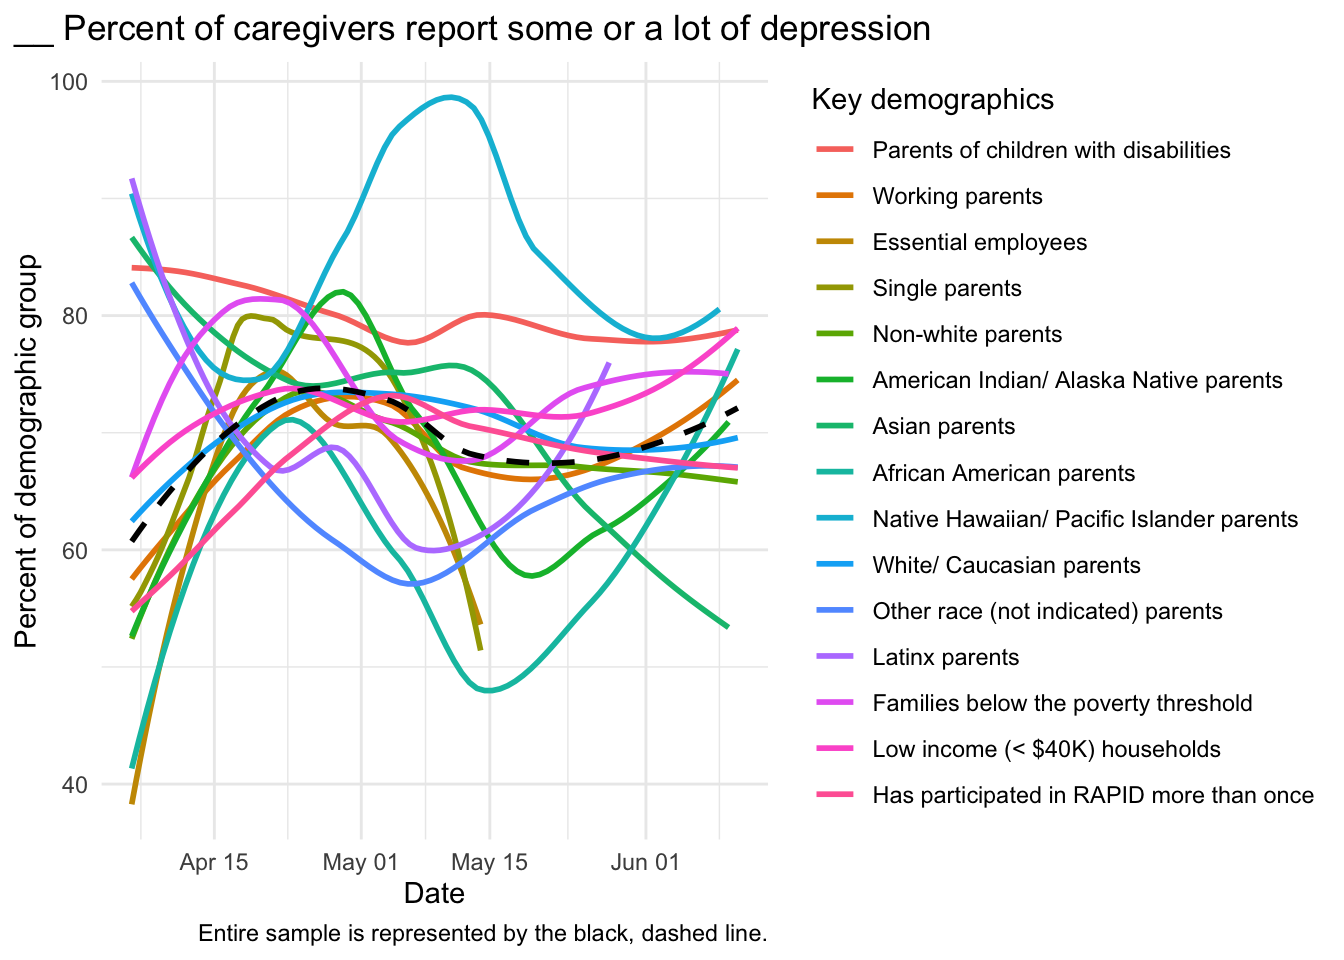 __ Percent of caregivers report some or a lot of depression
100
80
60
40
Percent of demographic group
Apr 15
May 01
May 15
Jun 01
Date
Entire sample is represented by the black, dashed line.
Key demographics
Parents of children with disabilities
Working parents
Essential employees
Single parents
Non-white parents
American Indian/ Alaska Native parents
Asian parents
African American parents
Native Hawaiian/ Pacific Islander parents
White/ Caucasian parents
Other race (not indicated) parents
Latinx parents
Families below the poverty threshold
Low income (< $40K) households
Has participated in RAPID more than once